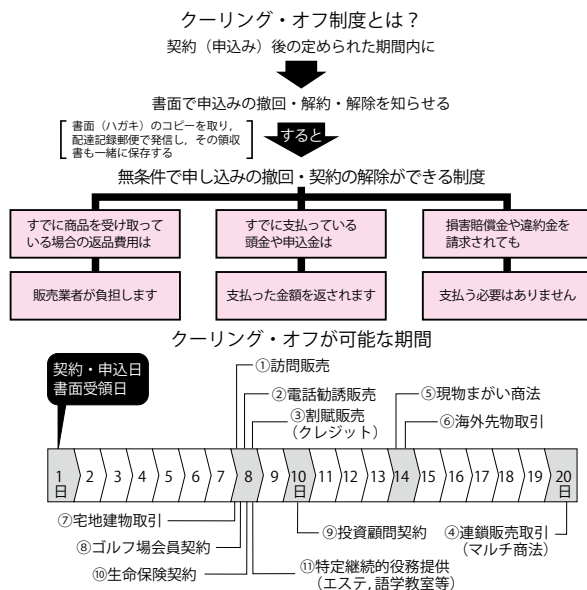 クーリング・オフ制度とは？
契約（申込み）後の定められた期間内に
書面で申込みの撤回・解約・解除を知らせる
書面（ハガキ）のコピーを取り，
配達記録郵便で発信し，その領収
書も一緒に保存する
すると
無条件で申し込みの撤回・契約の解除ができる制度
すでに商品を受け取って
いる場合の返品費用は
すでに支払っている
頭金や申込金は
損害賠償金や違約金を
請求されても
販売業者が負担します
支払った金額を返されます
支払う必要はありません
クーリング・オフが可能な期間
契約・申込日
書面受領日
①訪問販売
②電話勧誘販売
③割賦販売
（クレジット）
⑤現物まがい商法
⑥海外先物取引
1日 2 3 4 5 6 7 8 9 10日 11 12 13 14 15 16 17 18 19 20日
⑦宅地建物取引
⑧ゴルフ場会員契約
⑩生命保険契約
⑨投資顧問契約
⑪特定継続的役務提供
（エステ，語学教室等）
④連鎖販売取引
（マルチ商法）